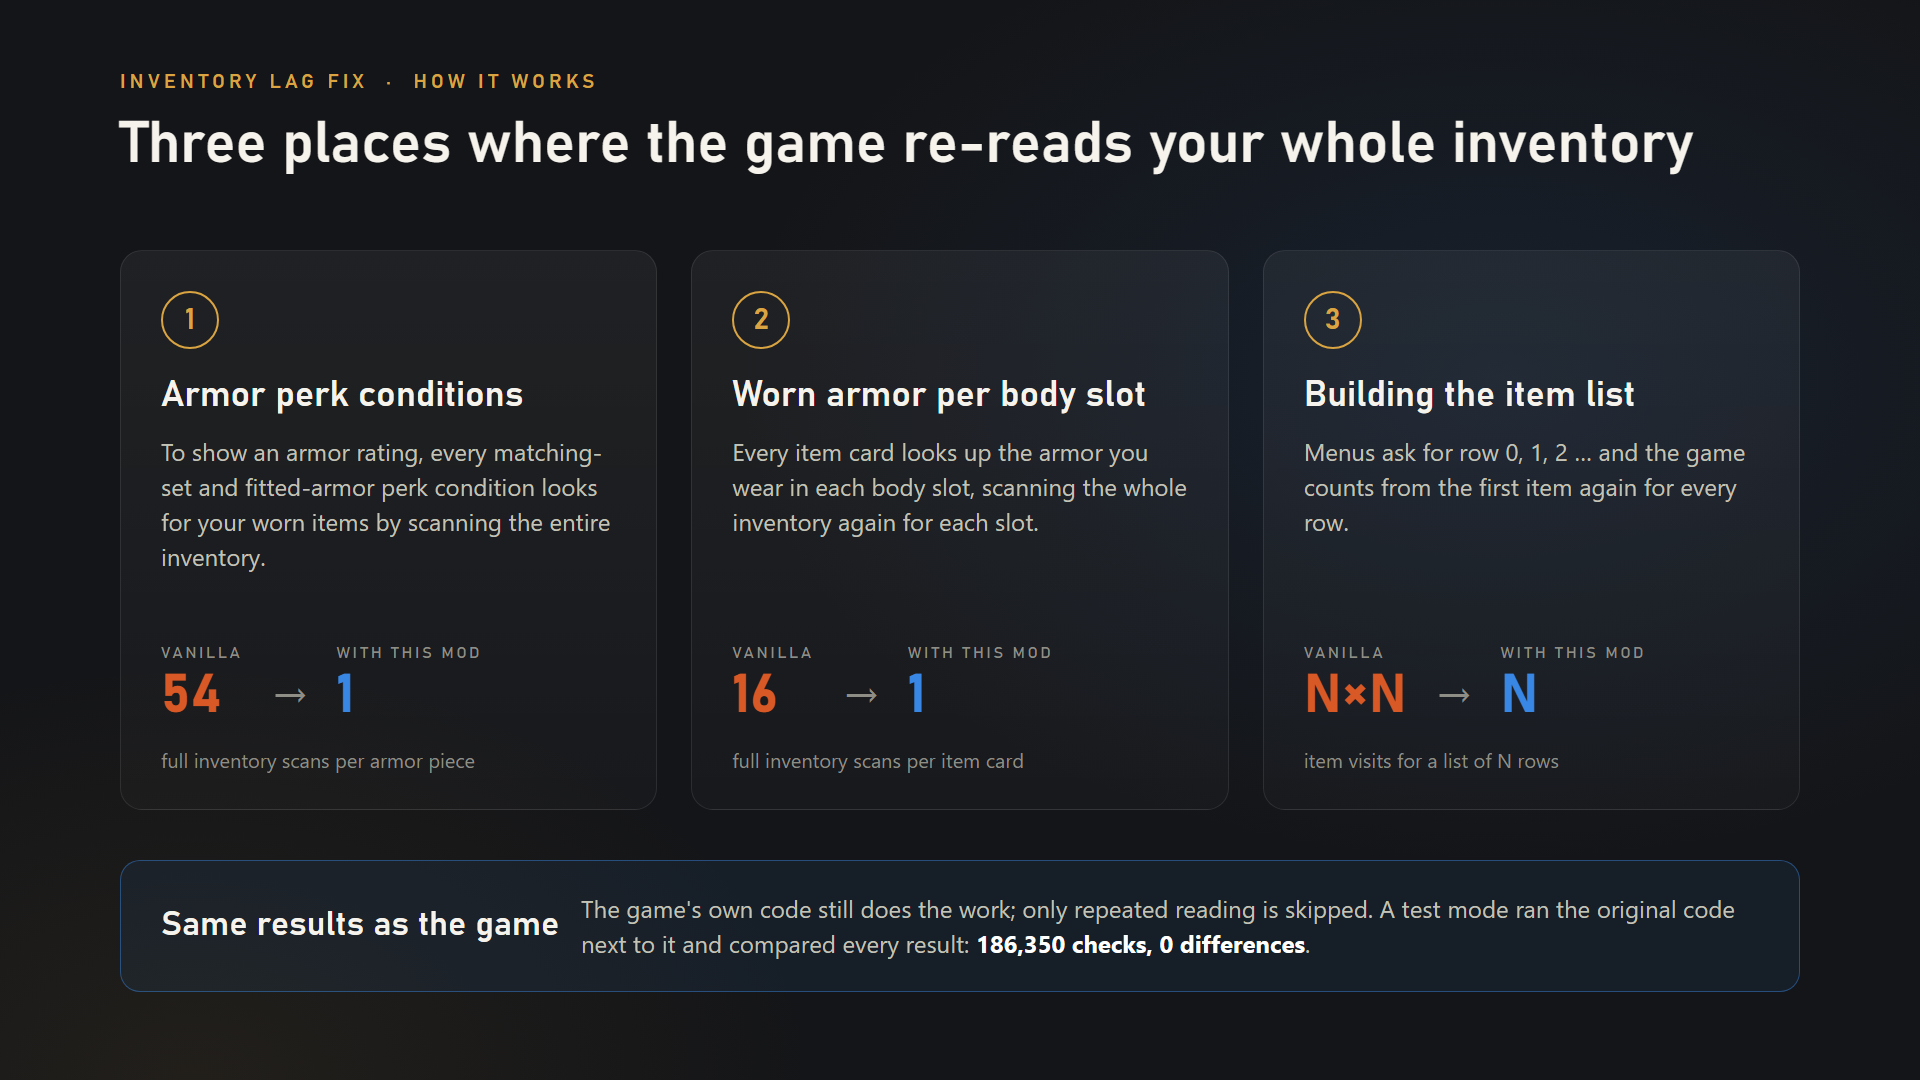 INVENTORY LAG FIX · HOW IT WORKS
Three places where the game re-reads your whole inventory
1
Armor perk conditions
To show an armor rating, every matching-
set and fitted-armor perk condition looks
for your worn items by scanning the entire
inventory.
VANILLA → WITH THIS MOD
54 → 1
full inventory scans per armor piece
2
Worn armor per body slot
Every item card looks up the armor you
wear in each body slot, scanning the whole
inventory again for each slot.
VANILLA WITH THIS MOD
16 → 1
full inventory scans per item card
3
Building the item list
Menus ask for row 0, 1, 2 ... and the game
counts from the first item again for every
row.
VANILLA WITH THIS MOD
N×N → N
item visits for a list of N rows
Same results as the game
The game's own code still does the work; only repeated reading is skipped. A test mode ran the original code
next to it and compared every result: 186,350 checks, 0 differences.